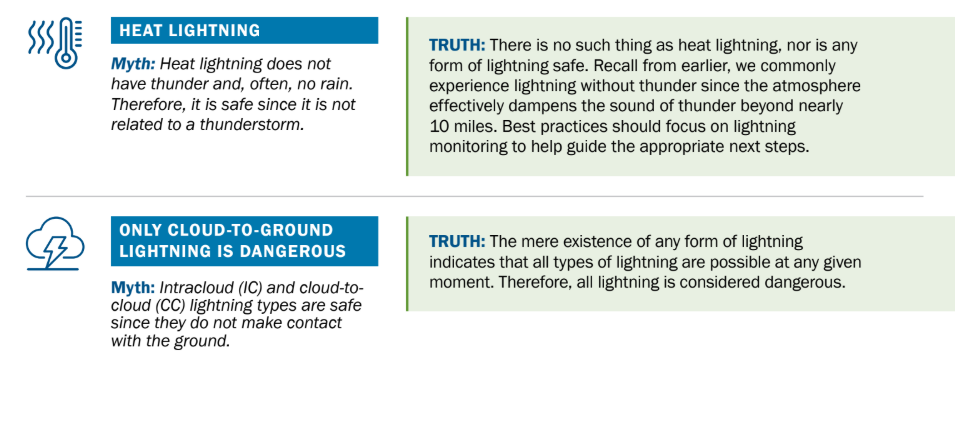 HEAT LIGHTNING
Myth: Heat lightning does not
have thunder and, often, no rain.
Therefore, it is safe since it is not
related to a thunderstorm.
TRUTH: There is no such thing as heat lightning, nor is any
form of lightning safe. Recall from earlier, we commonly
experience lightning without thunder since the atmosphere
effectively dampens the sound of thunder beyond nearly
10 miles. Best practices should focus on lightning
monitoring to help guide the appropriate next steps.
ONLY CLOUD-TO-GROUND
LIGHTNING IS DANGEROUS
Myth: Intracloud (IC) and cloud-to-
cloud (CC) lightning types are safe
since they do not make contact
with the ground.
TRUTH: The mere existence of any form of lightning
indicates that all types of lightning are possible at any given
moment. Therefore, all lightning is considered dangerous.